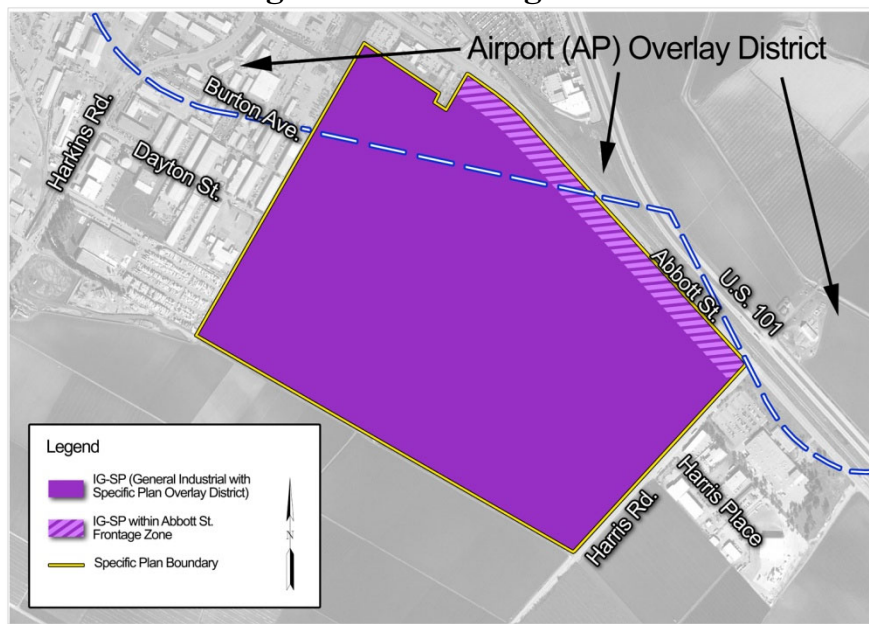 Airport (AP) Overlay District
Burton Ave.
Harkins Rd.
Dayton St.
Abbott St.
U.S. 101
Legend
IG-SP (General Industrial with
Specific Plan Overlay District)
IG-SP within Abbott St.
Frontage Zone
Specific Plan Boundary
N
Harris Rd.
Harris Place